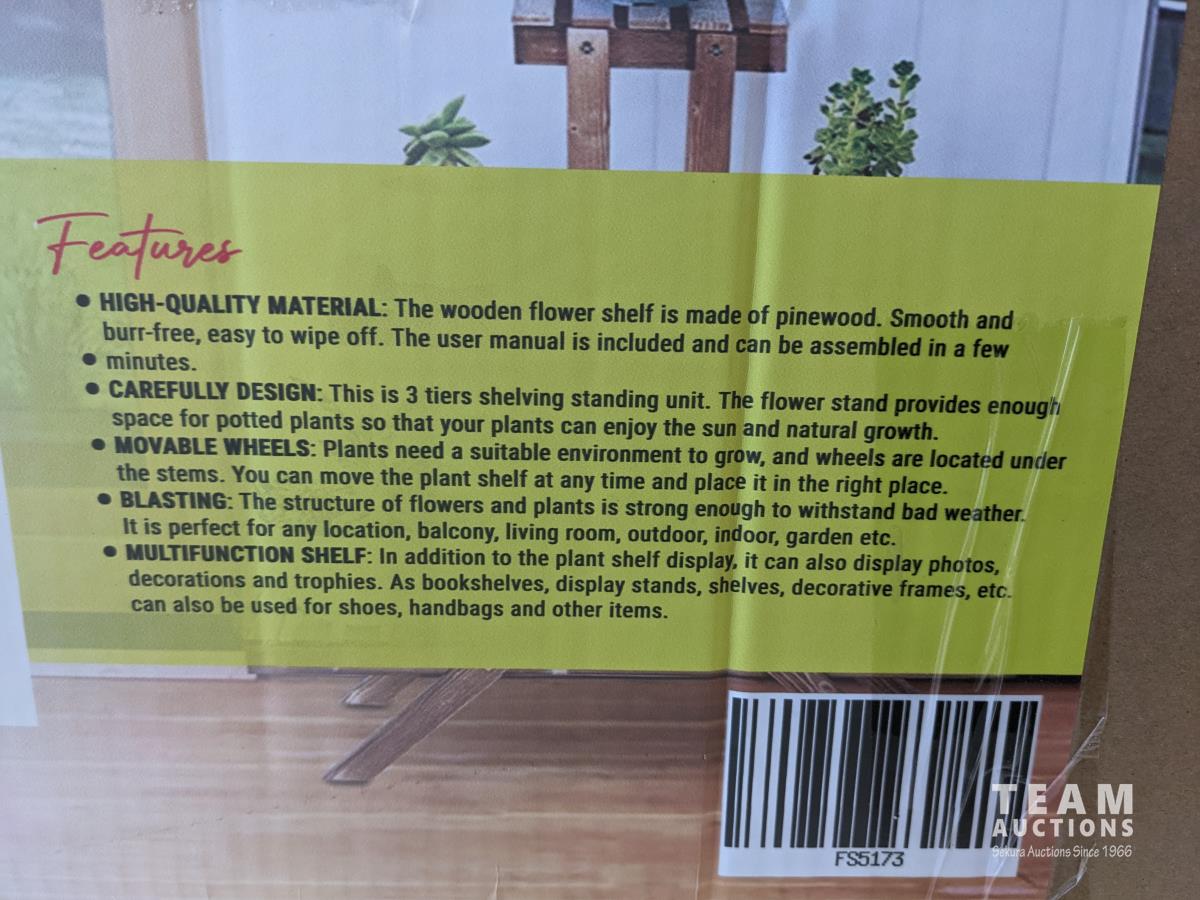 Features
● HIGH-QUALITY MATERIAL: The wooden flower shelf is made of pinewood. Smooth and
burr-free, easy to wipe off. The user manual is included and can be assembled in a few
● minutes.
● CAREFULLY DESIGN: This is 3 tiers shelving standing unit. The flower stand provides enough
space for potted plants so that your plants can enjoy the sun and natural growth.
● MOVABLE WHEELS: Plants need a suitable environment to grow, and wheels are located under
the stems. You can move the plant shelf at any time and place it in the right place.
● BLASTING: The structure of flowers and plants is strong enough to withstand bad weather.
It is perfect for any location, balcony, living room, outdoor, indoor, garden etc.
● MULTIFUNCTION SHELF: In addition to the plant shelf display, it can also display photos,
decorations and trophies. As bookshelves, display stands, shelves, decorative frames, etc.
can also be used for shoes, handbags and other items.
FS5173
TEAM
AUCTIONS
Sekura Auctions Since 1966